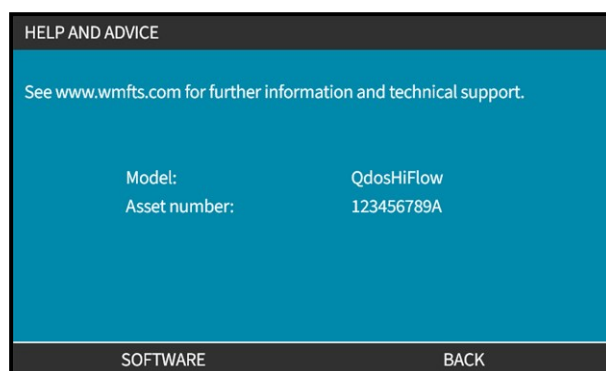 HELP AND ADVICE
See www.wmfts.com for further information and technical support.
Model: QdosHiFlow
Asset number: 123456789A
SOFTWARE BACK